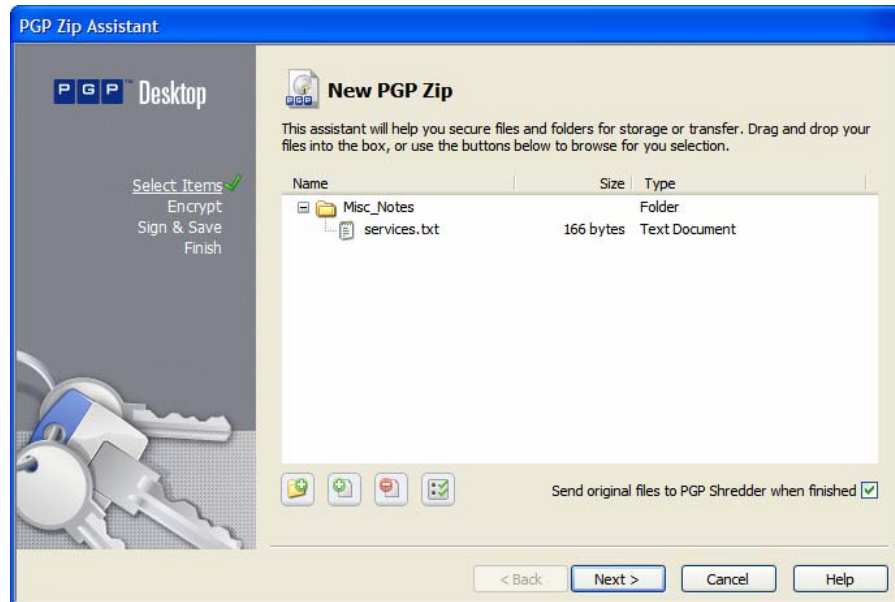 PGP Zip Assistant
PGP™ Desktop
Select Items
Encrypt
Sign & Save
Finish
New PGP Zip
This assistant will help you secure files and folders for storage or transfer. Drag and drop your
files into the box, or use the buttons below to browse for you selection.
Name Size Type
Misc_Notes Folder
services.txt 166 bytes Text Document
Send original files to PGP Shredder when finished
< Back Next > Cancel Help